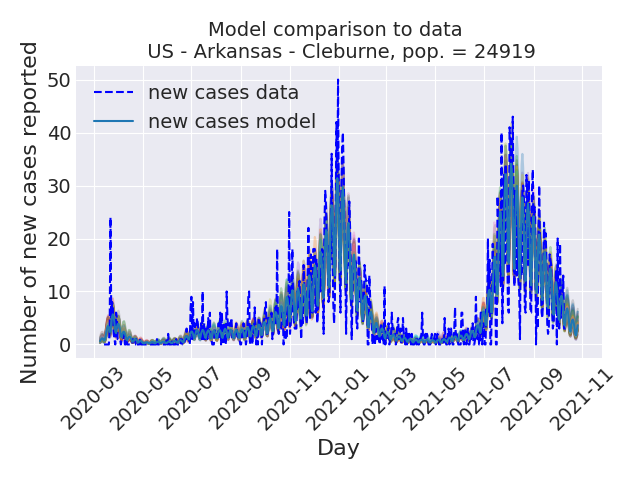 Model comparison to data
US - Arkansas - Cleburne, pop. = 24919
Number of new cases reported
50
40
30
20
10
0
new cases data
new cases model
2020-03
2020-05
2020-07
2020-09
2020-11
2021-01
2021-03
2021-05
2021-07
2021-09
2021-11
Day